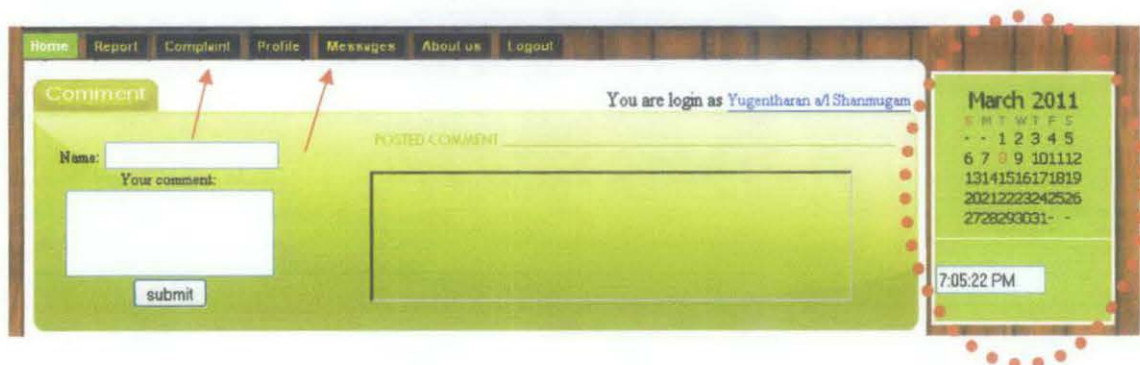 Home Report Complaint Profile Messages About us Logout
Comment
You are login as Yugentharan a/l Shanmugam
POSTED COMMENT
Name:
Your comment:
submit
March 2011
S M T W T F S
- - 1 2 3 4 5
6 7 8 9 10 11 12
13 14 15 16 17 18 19
20 21 22 23 24 25 26
27 28 29 30 31 - -
7:05:22 PM